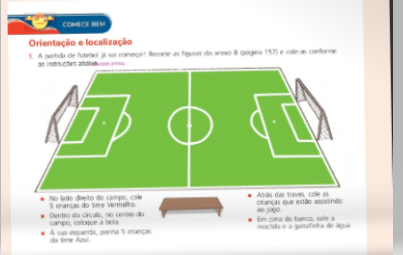 COMECE BEM
Orientação e localização
1. A partida de futebol já vai começar! Recorte as figuras do anexo 8 (página 157) e cole-as conforme
as instruções abaixo.
No lado direito do campo, cole
5 crianças do time Vermelho.
Dentro do círculo, no centro do
campo, coloque a bola.
À sua esquerda, ponha 5 crianças
do time Azul.
Atrás das traves, cole as
crianças que estão assistindo
ao jogo.
Em cima do banco, cole a
mochila e a garrafinha de água